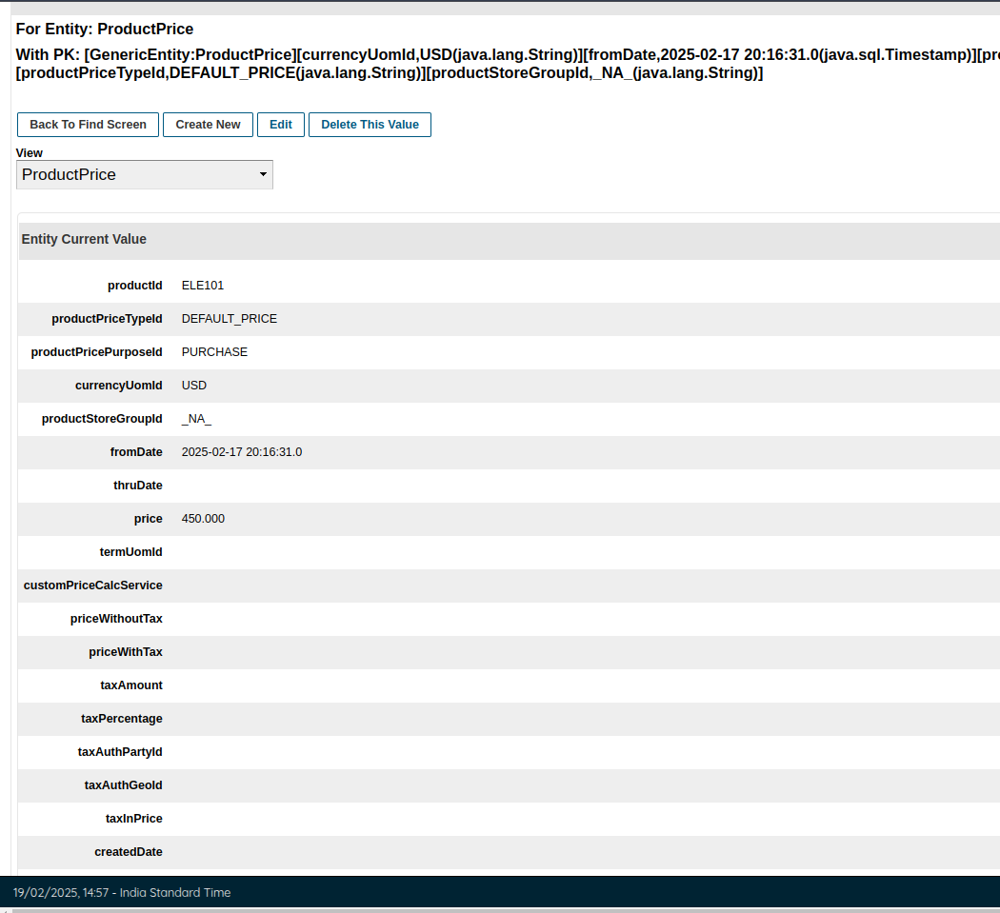 For Entity: ProductPrice
With PK: [GenericEntity:ProductPrice][currencyUomId,USD(java.lang.String)][fromDate,2025-02-17 20:16:31.0(java.sql.Timestamp)]
[productPriceTypeId,DEFAULT_PRICE(java.lang.String)][productStoreGroupId,_NA_(java.lang.String)]
Back To Find Screen Create New Edit Delete This Value
View
ProductPrice
Entity Current Value
productId ELE101
productPriceTypeId DEFAULT_PRICE
productPricePurposeId PURCHASE
currencyUomId USD
productStoreGroupId _NA_
fromDate 2025-02-17 20:16:31.0
thruDate
price 450.000
termUomId
customPriceCalcService
priceWithoutTax
priceWithTax
taxAmount
taxPercentage
taxAuthPartyId
taxAuthGeoId
taxInPrice
createdDate
19/02/2025, 14:57 - India Standard Time